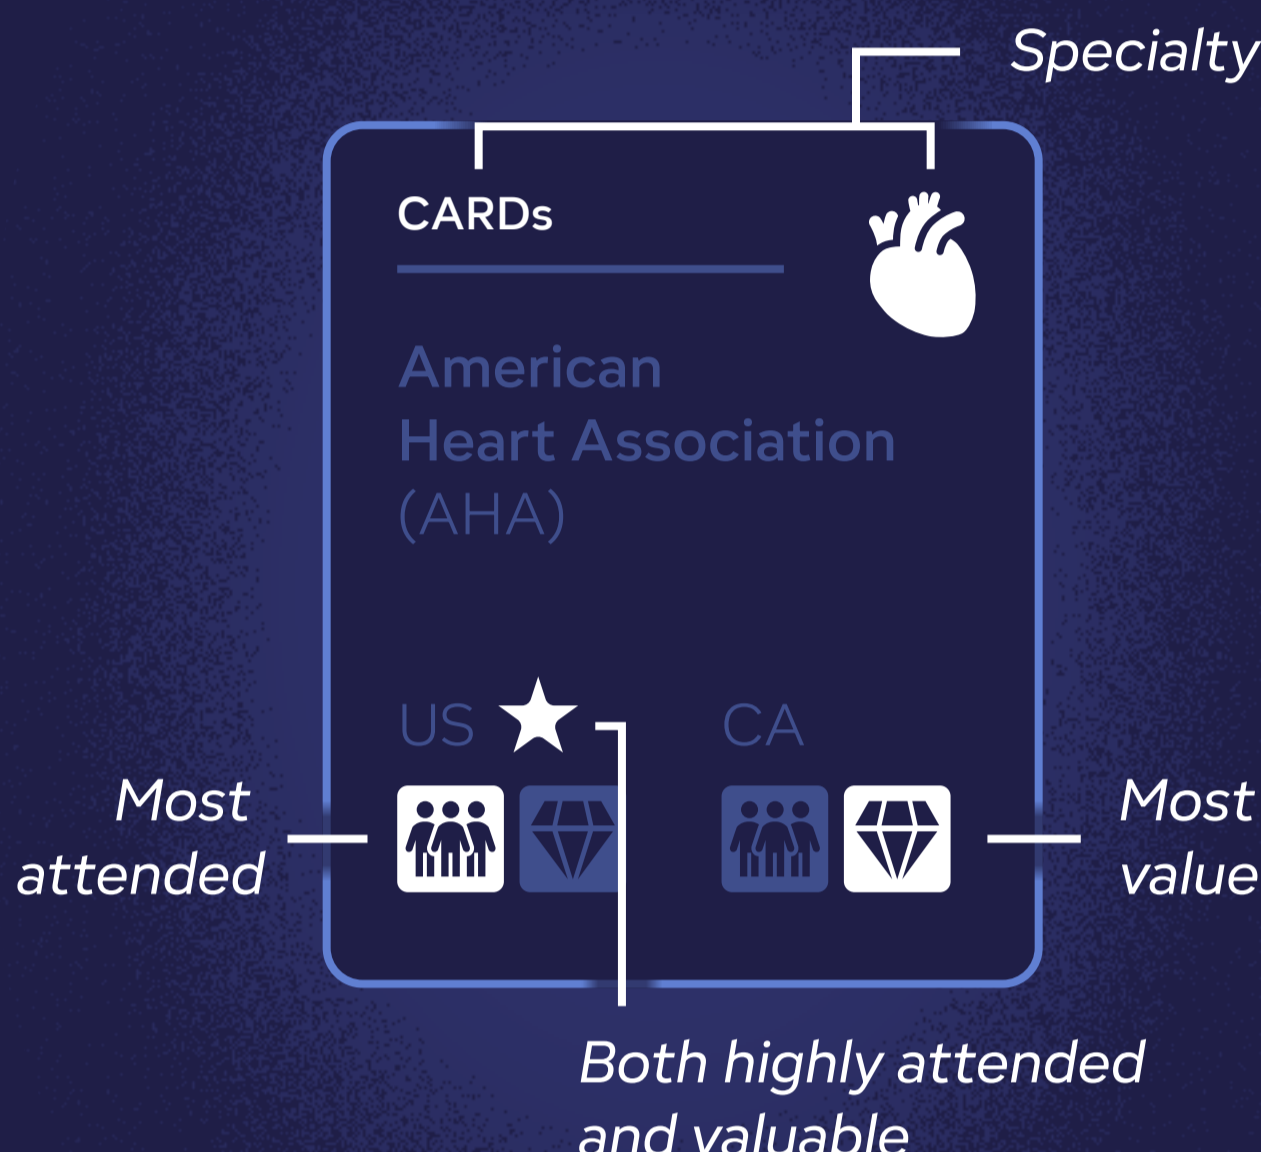 Specialty
CARDs
American
Heart Association
(AHA)
US
CA
Most
attended
Most
value
Both highly attended
and valuable